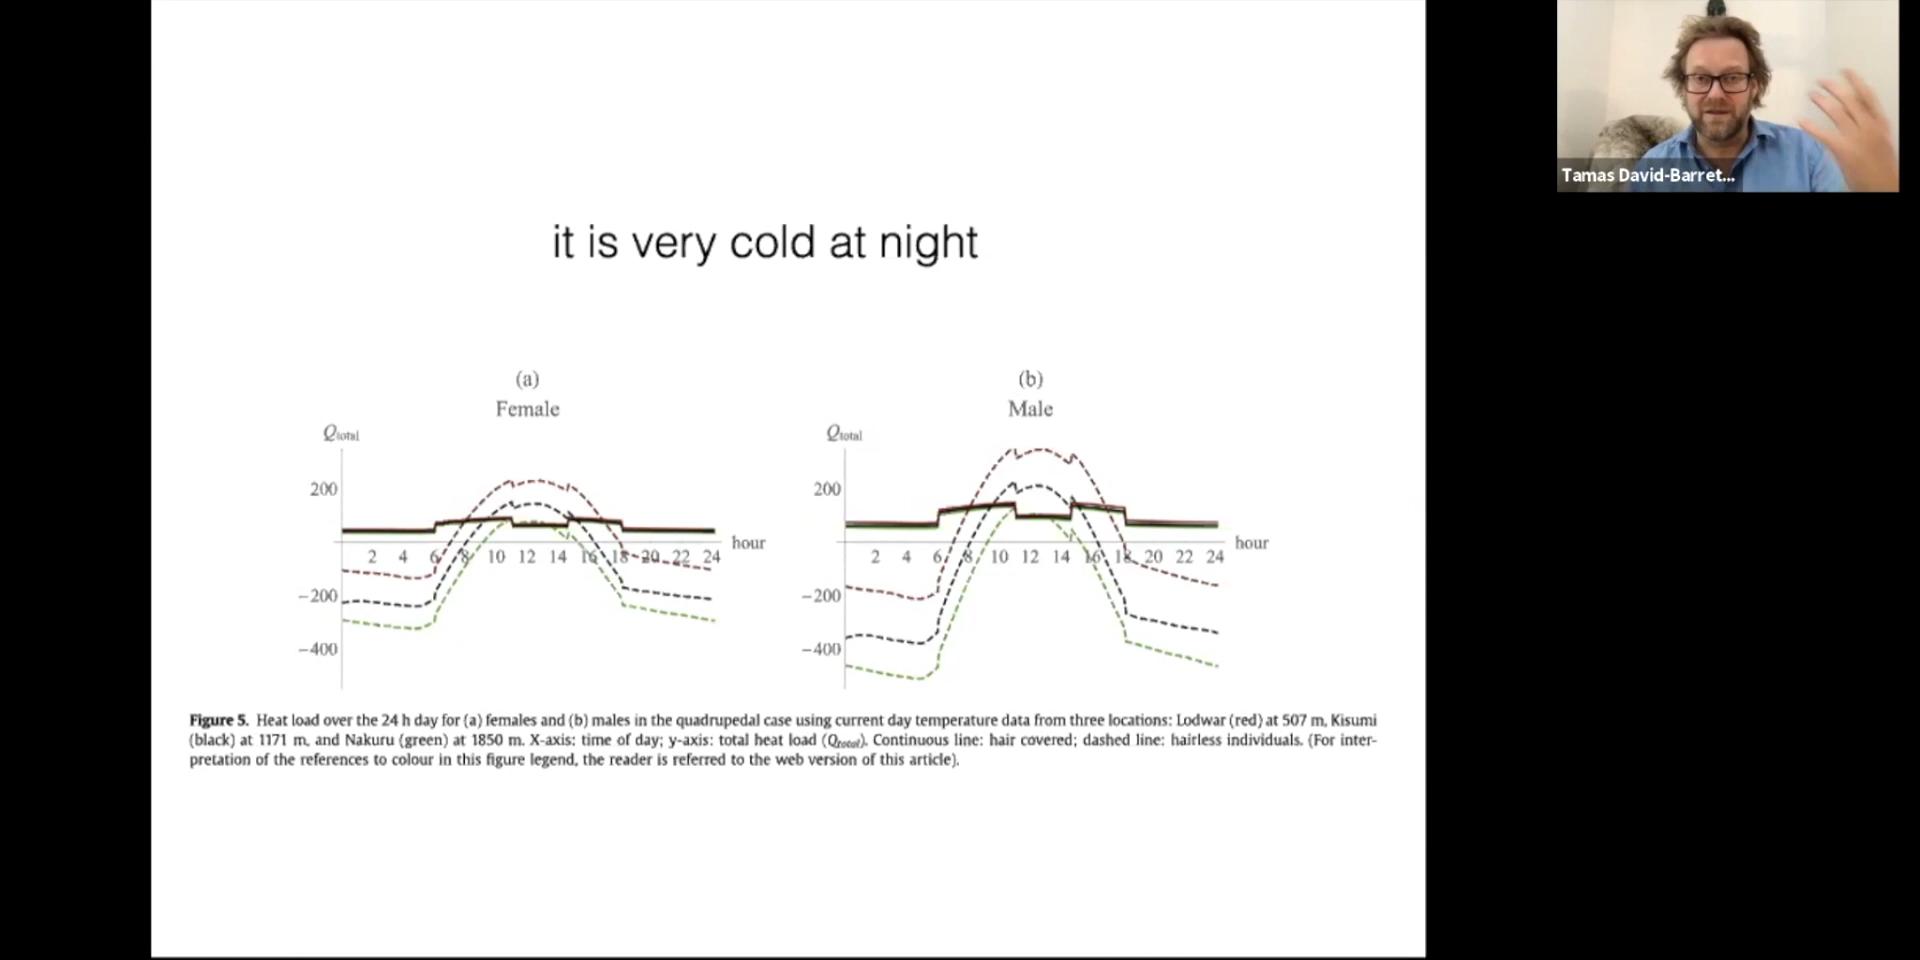 Tamas David-Barret...
it is very cold at night
(a)
Female
Qtotal
200
−200
−400
2 4 6 8 10 12 14 16 18 20 22 24
hour
(b)
Male
Qtotal
200
−200
−400
2 4 6 8 10 12 14 16 18 20 22 24
hour
Figure 5. Heat load over the 24 h day for (a) females and (b) males in the quadrupedal case using current day temperature data from three locations: Lodwar (red) at 507 m, Kisumi
(black) at 1171 m, and Nakuru (green) at 1850 m. X-axis: time of day; y-axis: total heat load (Qtotal). Continuous line: hair covered; dashed line: hairless individuals. (For inter-
pretation of the references to colour in this figure legend, the reader is referred to the web version of this article).